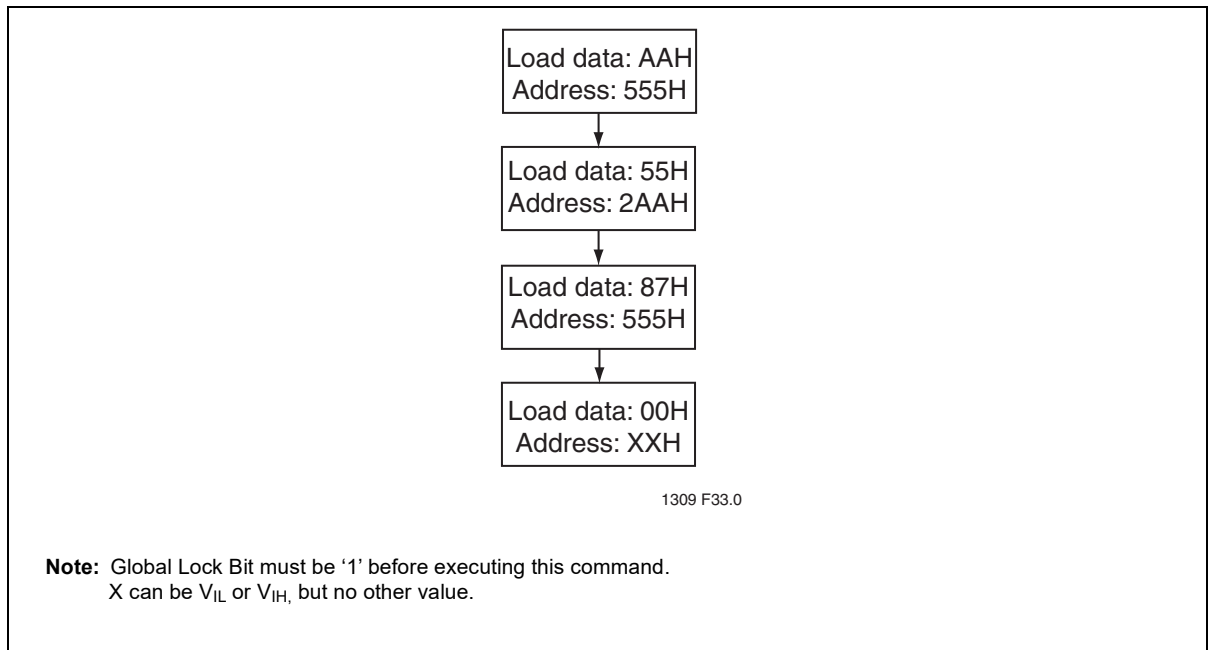 Load data: AAH
Address: 555H
Load data: 55H
Address: 2AAH
Load data: 87H
Address: 555H
Load data: 00H
Address: XXH
1309 F33.0
Note: Global Lock Bit must be ‘1’ before executing this command.
X can be VIL or VIH, but no other value.